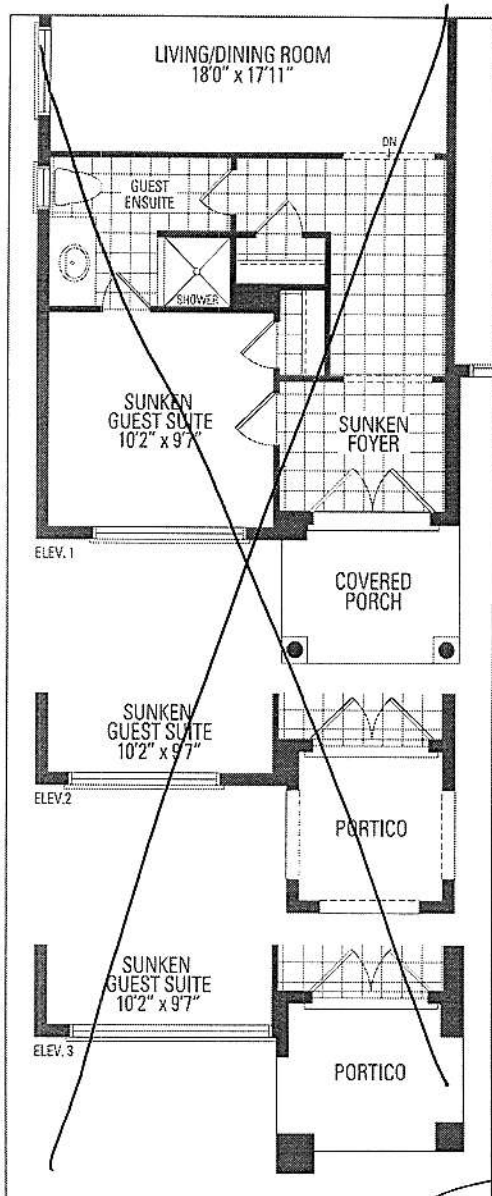 LIVING/DINING ROOM
18'0" x 17'11"
DN
GUEST
ENSUITE
SHOWER
SUNKEN
GUEST SUITE
10'2" x 9'7"
SUNKEN
FOYER
ELEV. 1
COVERED
PORCH
SUNKEN
GUEST SUITE
10'2" x 9'7"
ELEV.2
PORTICO
SUNKEN
GUEST SUITE
10'2" x 9'7"
ELEV. 3
PORTICO